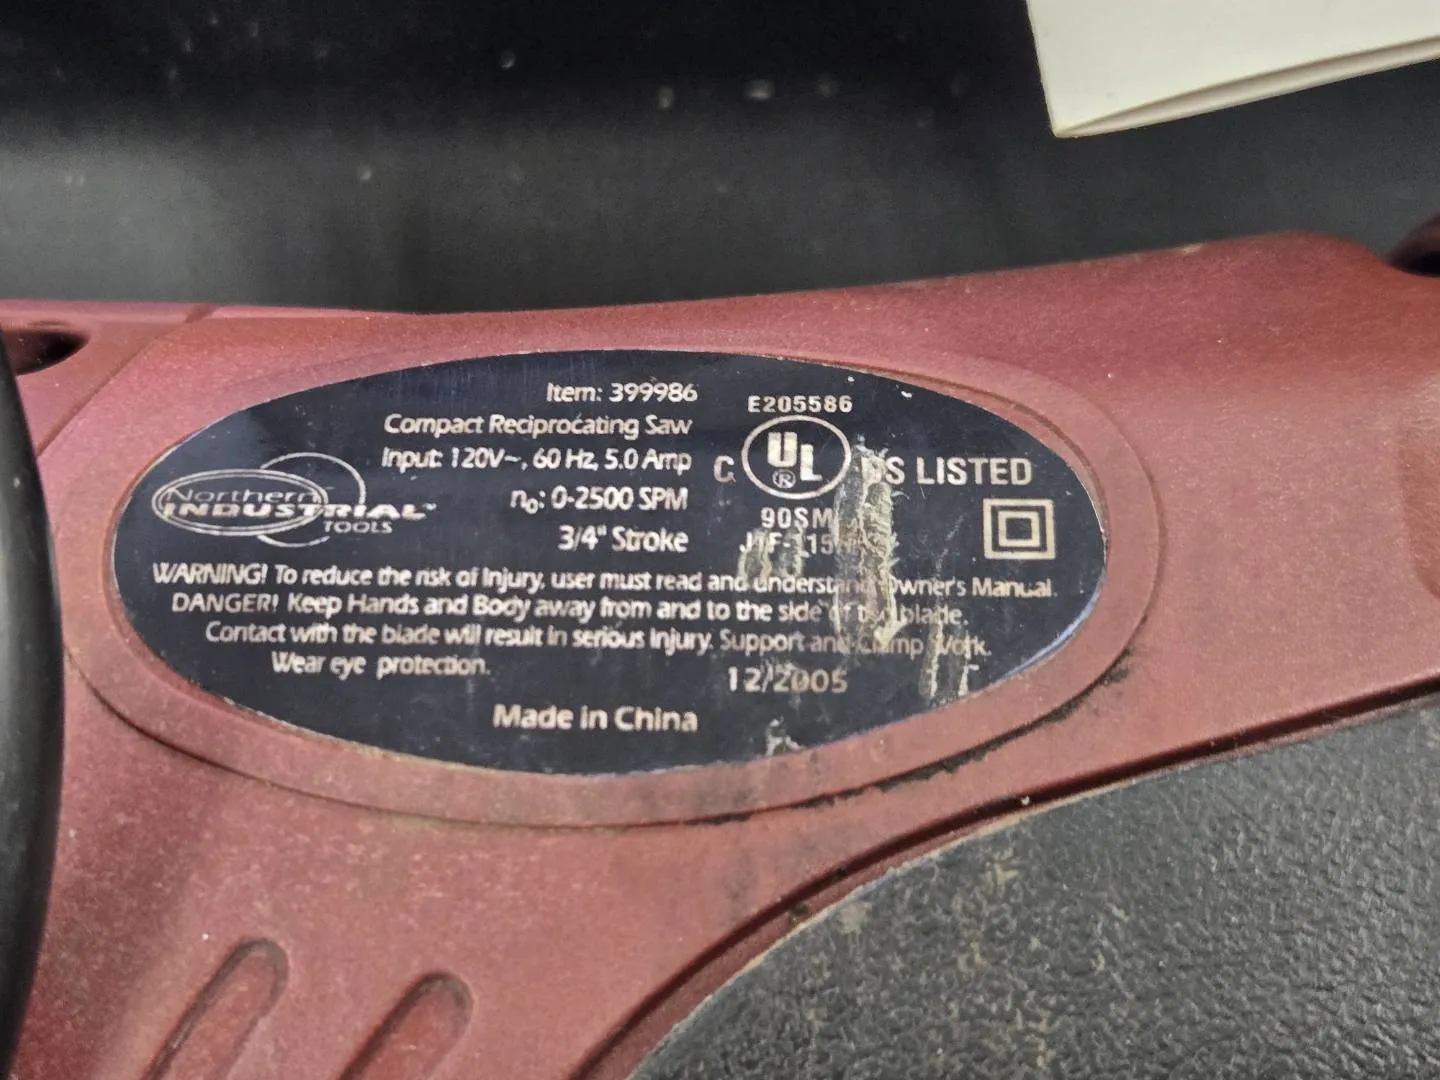 Item: 399986
Compact Reciprocating Saw
Input: 120V~, 60 Hz, 5.0 Amp
n₀: 0-2500 SPM
3/4" Stroke
Northern
INDUSTRIAL™
TOOLS
E205586
C UL® US LISTED
90SM
WARNING! To reduce the risk of Injury, user must read and understand Owner's Manual.
DANGER! Keep Hands and Body away from and to the side of the blade.
Contact with the blade will result in serious Injury. Support and Clamp Work.
Wear eye protection.
12/2005
Made in China